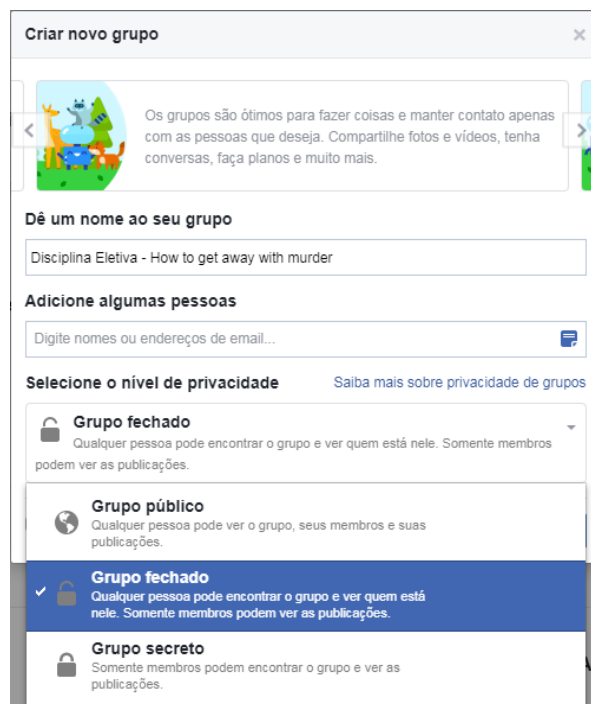 Criar novo grupo
Os grupos são ótimos para fazer coisas e manter contato apenas
com as pessoas que deseja. Compartilhe fotos e vídeos, tenha
conversas, faça planos e muito mais.
Dê um nome ao seu grupo
Disciplina Eletiva - How to get away with murder
Adicione algumas pessoas
Digite nomes ou endereços de email...
Selecione o nível de privacidade Saiba mais sobre privacidade de grupos
Grupo fechado
Qualquer pessoa pode encontrar o grupo e ver quem está nele. Somente membros
podem ver as publicações.
Grupo público
Qualquer pessoa pode ver o grupo, seus membros e suas
publicações.
Grupo fechado
Qualquer pessoa pode encontrar o grupo e ver quem está
nele. Somente membros podem ver as publicações.
Grupo secreto
Somente membros podem encontrar o grupo e ver as
publicações.